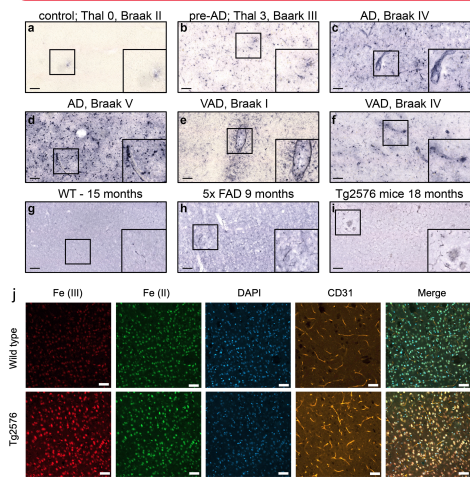 control; Thal 0, Braak II
pre-AD; Thal 3, Baark III
AD, Braak IV
a
b
c
AD, Braak V
VAD, Braak I
VAD, Braak IV
d
e
f
WT - 15 months
5x FAD 9 months
Tg2576 mice 18 months
g
h
i
j
Fe (III)
Fe (II)
DAPI
CD31
Merge
Wild type
Tg2576